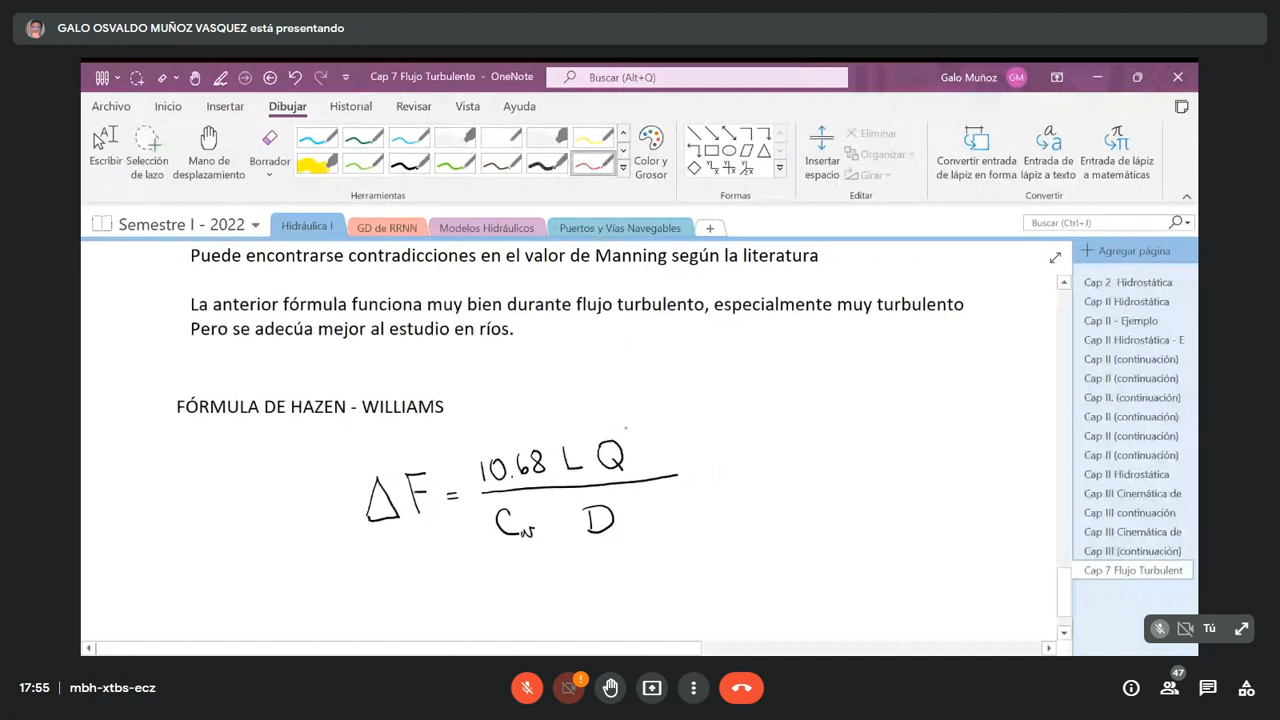 GALO OSVALDO MUÑOZ VASQUEZ está presentando
Cap 7 Flujo Turbulento - OneNote
Buscar (Alt+Q)
Galo Muñoz GM
Archivo Inicio Insertar Dibujar Historial Revisar Vista Ayuda
Escribir Selección de lazo Mano de desplazamiento Borrador
Color y Grosor
Insertar espacio
Eliminar
Organizar
Girar
Convertir entrada de lápiz en forma
Entrada de lápiz a texto
Entrada de lápiz a matemáticas
Herramientas Formas Editar Convertir
Semestre I - 2022 Hidráulica I GD de RRNN Modelos Hidráulicos Puertos y Vías Navegables + Buscar (Ctrl+J)
Puede encontrarse contradicciones en el valor de Manning según la literatura
La anterior fórmula funciona muy bien durante flujo turbulento, especialmente muy turbulento
Pero se adecúa mejor al estudio en ríos.
FÓRMULA DE HAZEN - WILLIAMS
10.68 L Q
ΔF =
C D
Agregar página
Cap 2 Hidrostática
Cap II Hidrostática
Cap II - Ejemplo
Cap II Hidrostática - E
Cap II (continuación)
Cap II (continuación)
Cap II. (continuación)
Cap II (continuación)
Cap II (continuación)
Cap II (continuación)
Cap II Hidrostática
Cap III Cinemática de
Cap III continuación
Cap III Cinemática de
Cap III (continuación)
Cap 7 Flujo Turbulent
Tú
17:55 mbh-xtbs-ecz
47